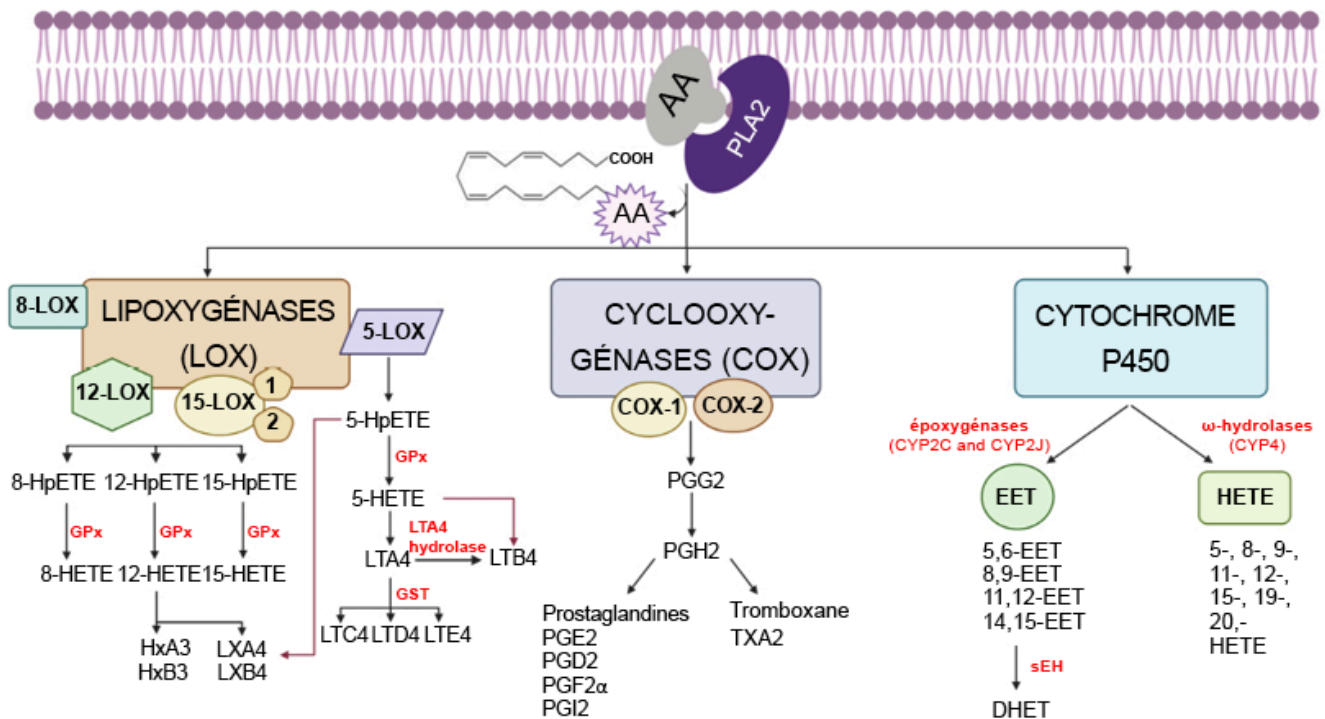 AA
PLA2
COOH
AA
8-LOX
LIPOXYGÉNASES
(LOX)
12-LOX
15-LOX
1
2
5-LOX
5-HpETE
GPx
5-HETE
LTA4
hydrolase
LTA4
LTB4
GST
LTC4 LTD4 LTE4
8-HpETE 12-HpETE 15-HpETE
GPx GPx GPx
8-HETE 12-HETE 15-HETE
HxA3
HxB3
LXA4
LXB4
CYCLOOXY-
GÉNASES (COX)
COX-1
COX-2
PGG2
PGH2
Prostaglandines
PGE2
PGD2
PGF2α
PGI2
Tromboxane
TXA2
CYTOCHROME
P450
époxygénases
(CYP2C and CYP2J)
EET
5,6-EET
8,9-EET
11,12-EET
14,15-EET
sEH
DHET
ω-hydrolases
(CYP4)
HETE
5-, 8-, 9-,
11-, 12-,
15-, 19-,
20,-
HETE